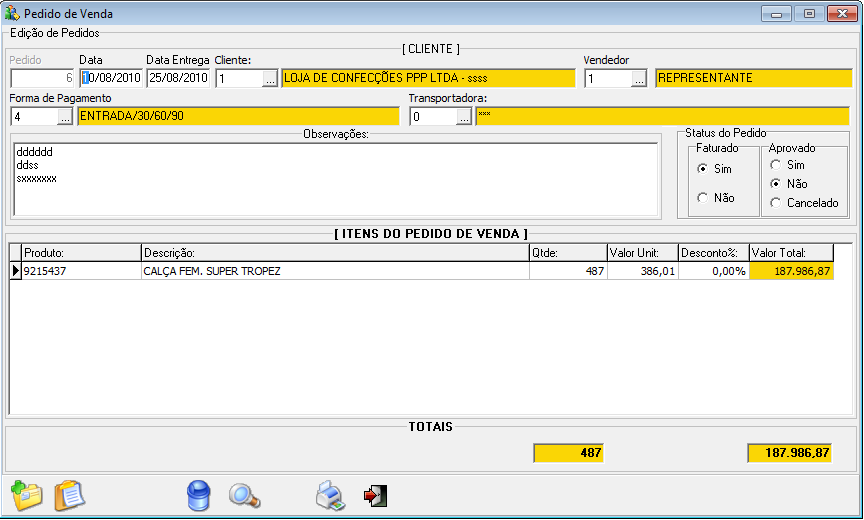 Pedido de Venda
Edição de Pedidos
[ CLIENTE ]
Pedido Data Data Entrega Cliente: Vendedor
6 10/08/2010 25/08/2010 1 ... LOJA DE CONFECÇÕES PPP LTDA - ssss 1 ... REPRESENTANTE
Forma de Pagamento Transportadora:
4 ... ENTRADA/30/60/90 0 ... ***
Observações:
dddddd
ddss
sxxxxxxx
Status do Pedido
Faturado
Sim
Não
Aprovado
Sim
Não
Cancelado
[ ITENS DO PEDIDO DE VENDA ]
Produto: Descrição: Qtde: Valor Unit: Desconto%: Valor Total:
9215437 CALÇA FEM. SUPER TROPEZ 487 386,01 0,00% 187.986,87
TOTAIS
487 187.986,87